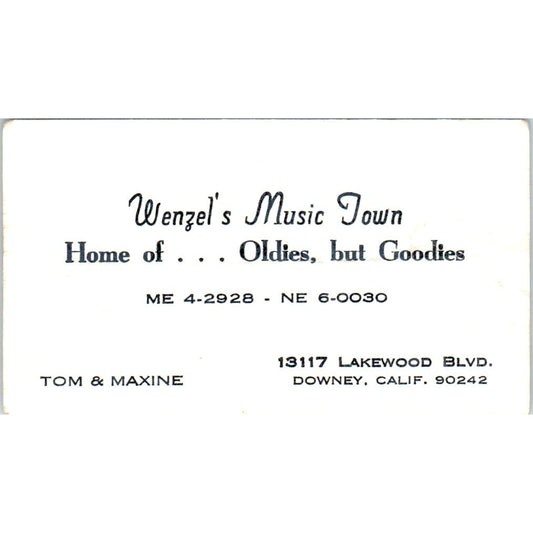 Wenzel's Music Town
Home of . . . Oldies, but Goodies
ME 4-2928 - NE 6-0030
TOM & MAXINE
13117 LAKEWOOD BLVD.
DOWNEY, CALIF. 90242